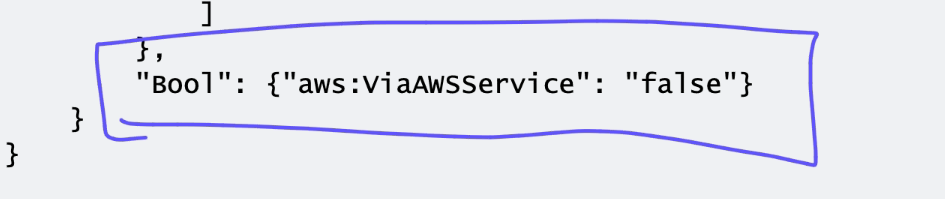 ]
},
"Bool": {"aws:ViaAWSService": "false"}
}
}